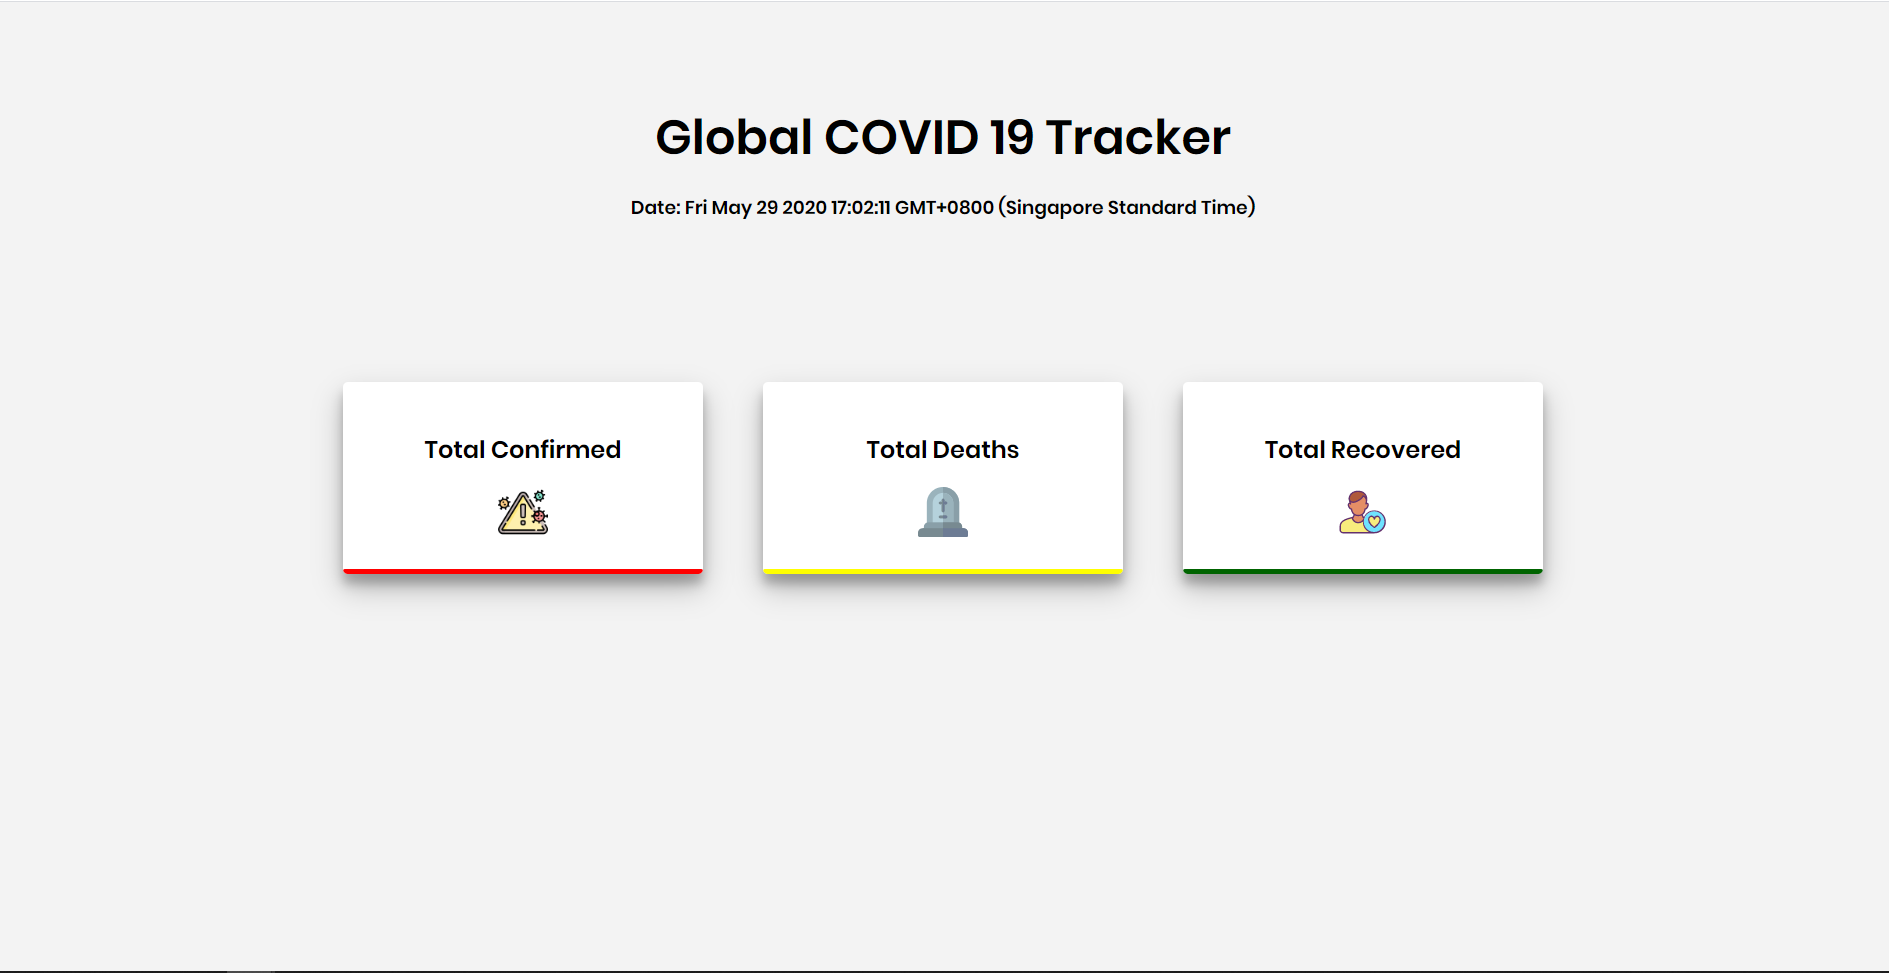 Global COVID 19 Tracker
Date: Fri May 29 2020 17:02:11 GMT+0800 (Singapore Standard Time)
Total Confirmed
Total Deaths
Total Recovered